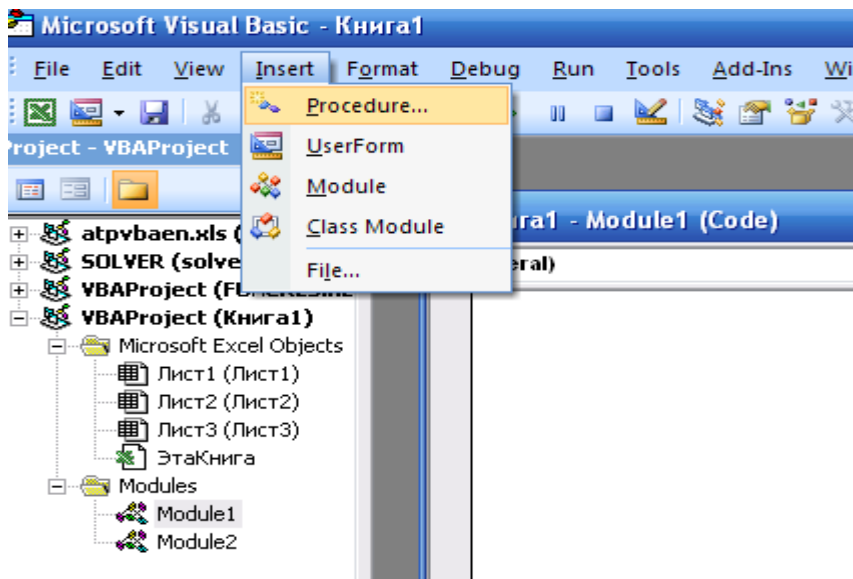 Microsoft Visual Basic - Книга1
File Edit View Insert Format Debug Run Tools Add-Ins
Procedure...
Project - VBAProject
UserForm
Module
Class Module
File...
Module1 (Code)
atpvbaen.xls (
SOLVER
VBAProject
VBAProject (Книга1)
Microsoft Excel Objects
Лист1 (Лист1)
Лист2 (Лист2)
Лист3 (Лист3)
ЭтаКнига
Modules
Module1
Module2